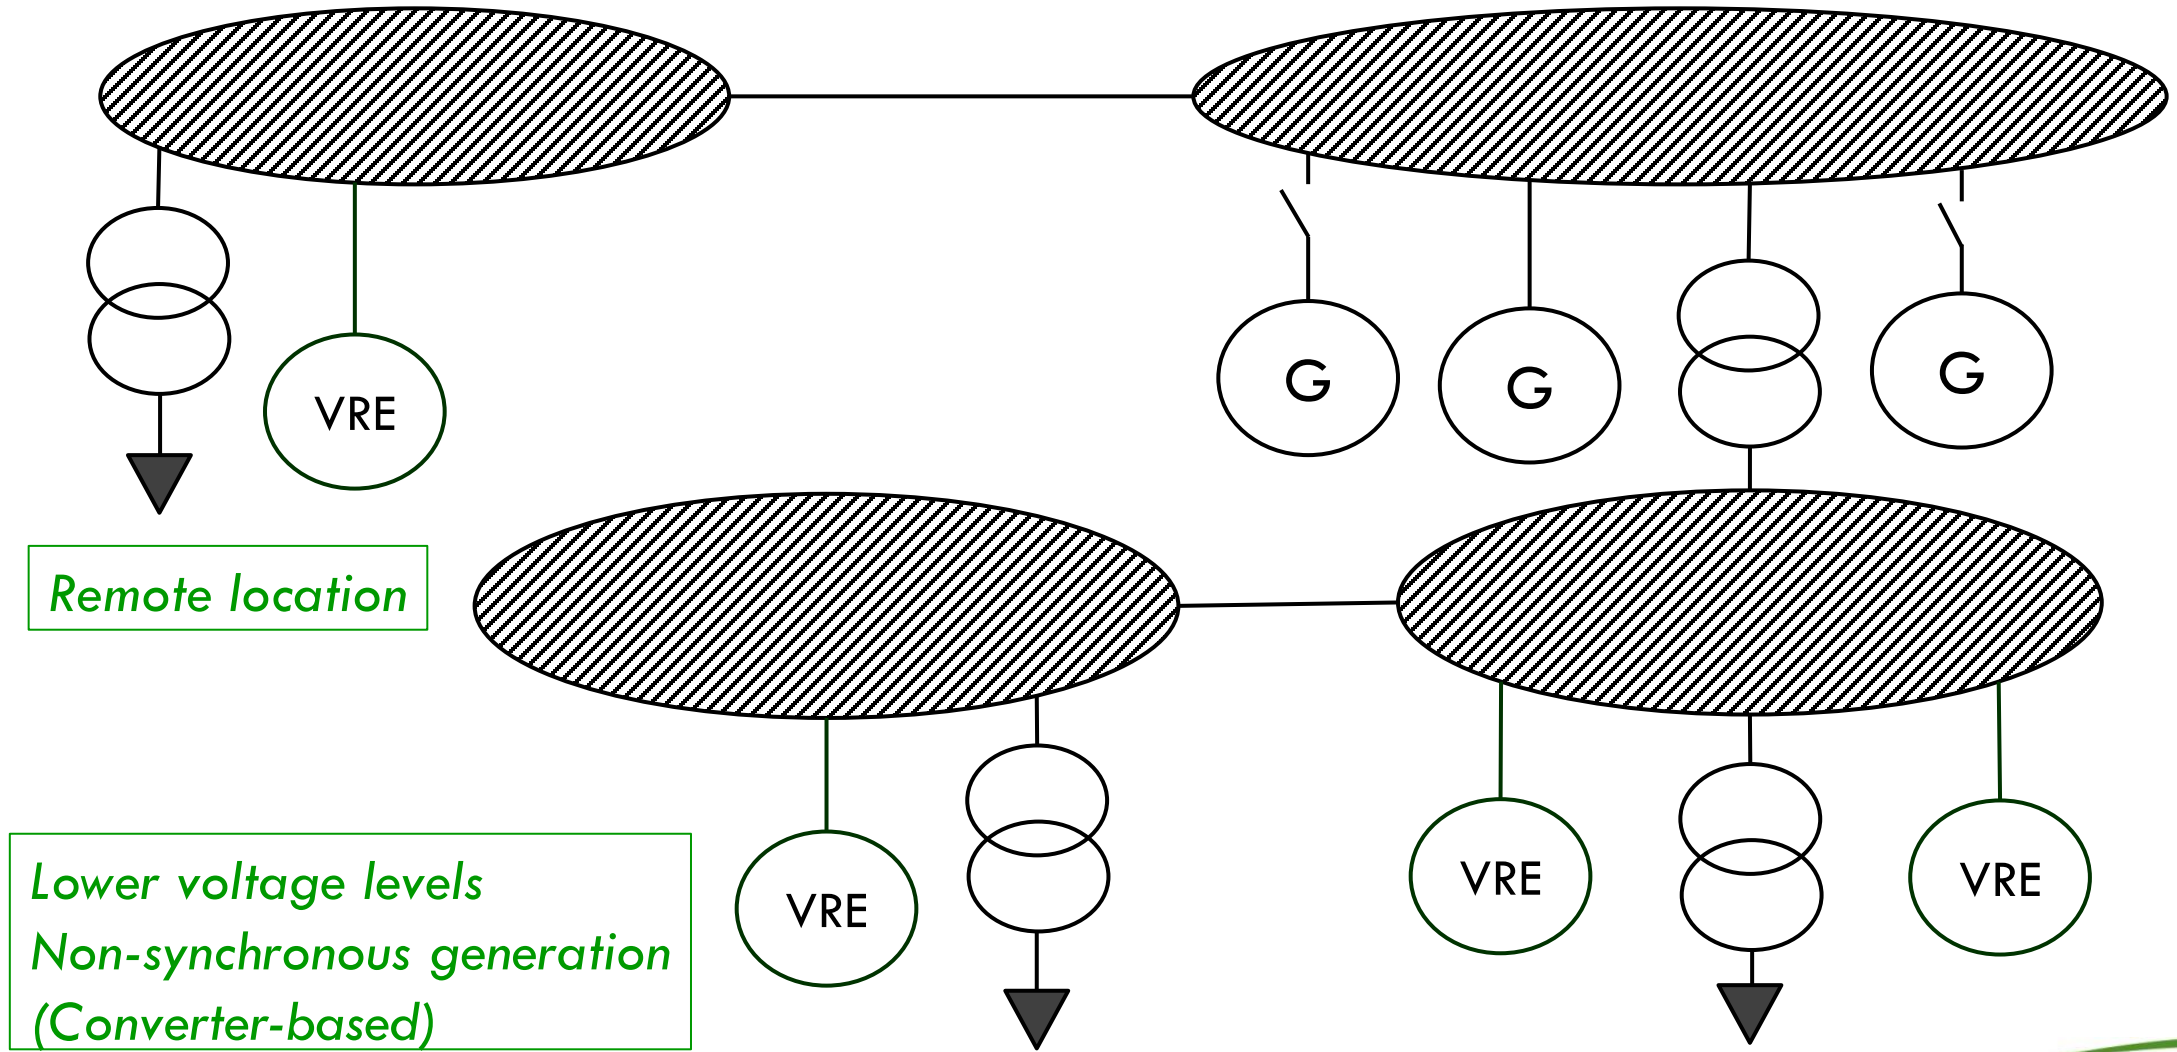 G
G
G
VRE
Remote location
VRE
VRE
VRE
Lower voltage levels
Non-synchronous generation
(Converter-based)